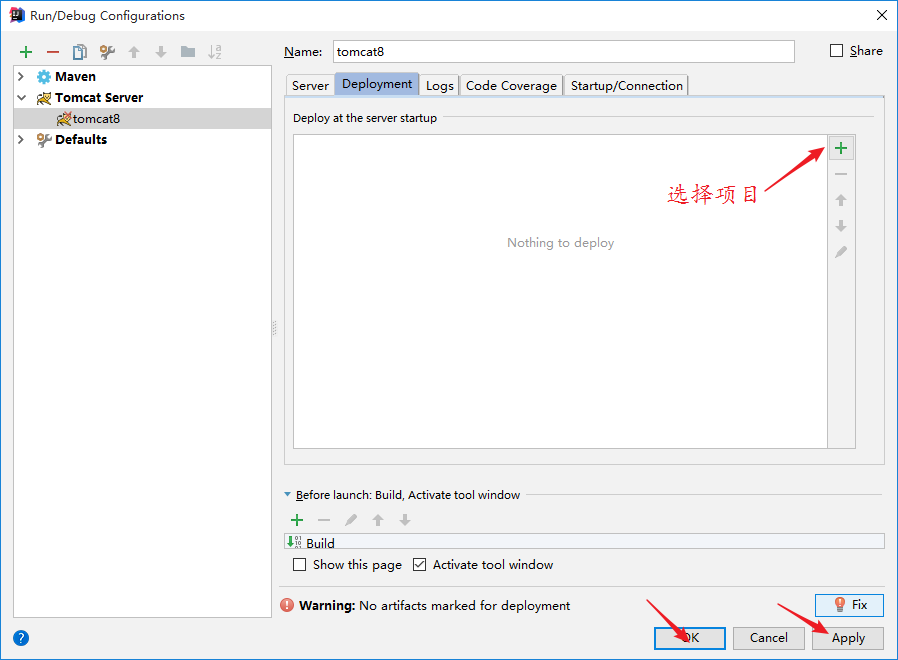 Run/Debug Configurations
Name: tomcat8
Share
Maven
Tomcat Server
tomcat8
Defaults
Server Deployment Logs Code Coverage Startup/Connection
Deploy at the server startup
选择项目
Nothing to deploy
Before launch: Build, Activate tool window
Build
Show this page Activate tool window
Warning: No artifacts marked for deployment
Fix
OK Cancel Apply